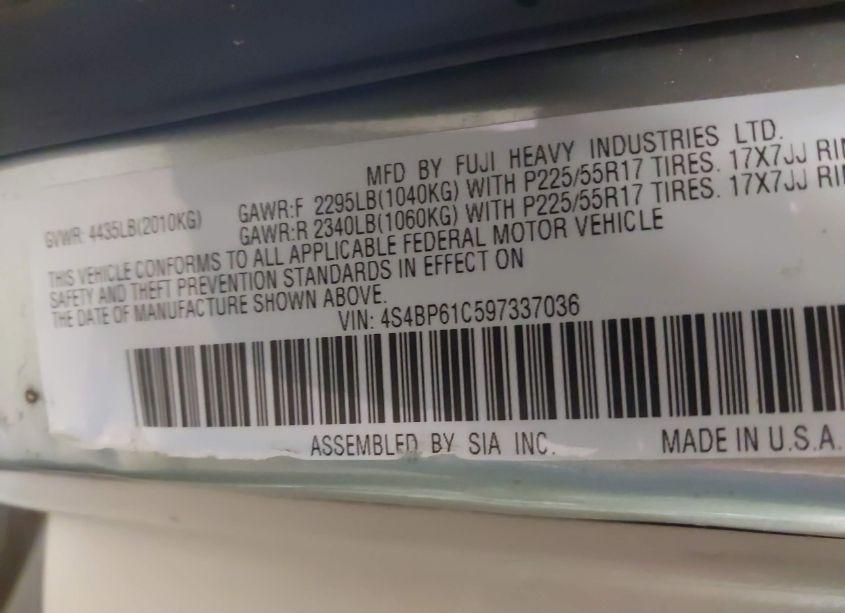 MFD BY FUJI HEAVY INDUSTRIES LTD.
GVWR: 4435LB(2010KG) GAWR:F 2295LB(1040KG) WITH P225/55R17 TIRES. 17X7JJ RIM
GAWR:R 2340LB(1060KG) WITH P225/55R17 TIRES. 17X7JJ RIM
THIS VEHICLE CONFORMS TO ALL APPLICABLE FEDERAL MOTOR VEHICLE
SAFETY AND THEFT PREVENTION STANDARDS IN EFFECT ON
THE DATE OF MANUFACTURE SHOWN ABOVE.
VIN: 4S4BP61C597337036
ASSEMBLED BY SIA INC. MADE IN U.S.A.